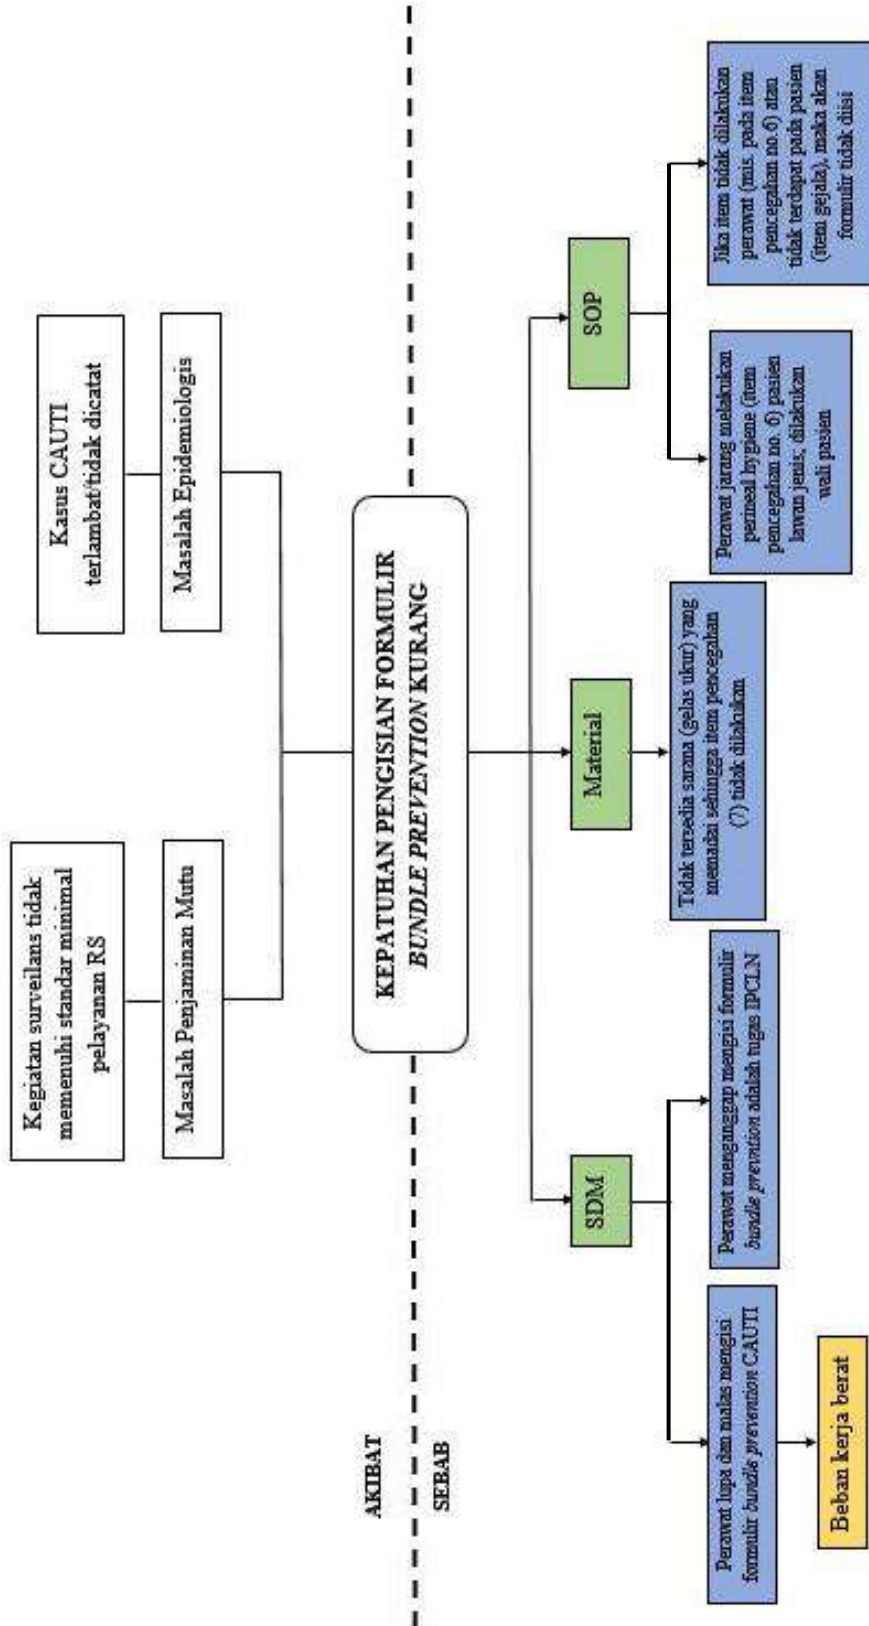 Kegiatan surveilans tidak
memenuhi standar minimal
pelayanan RS
Kasus CAUTI
terlambat/tidak dicatat
Masalah Penjaminan Mutu
Masalah Epidemiologis
AKIBAT
KEPATUHAN PENGISIAN FORMULIR
BUNDLE PREVENTION KURANG
SEBAB
SDM
Material
SOP
Perawat lupa dan malas mengisi
formulir bundle prevention CAUTI
Perawat menganggap mengisi formulir
bundle prevention adalah tugas IPCLN
Tidak tersedia sarana (gelas ukur) yang
memadai sehingga item pencegahan
(7) tidak dilakukan
Perawat jarang melakukan
perineal hygiene (item
pencegahan no. 6) pasien
lawan jenis, dilakukan
wali pasien
Jika item tidak dilakukan
perawat (mis. pada item
pencegahan no.6) atau
tidak terdapat pada pasien
(item gejala), maka akan
formulir tidak diisi
Beban kerja berat